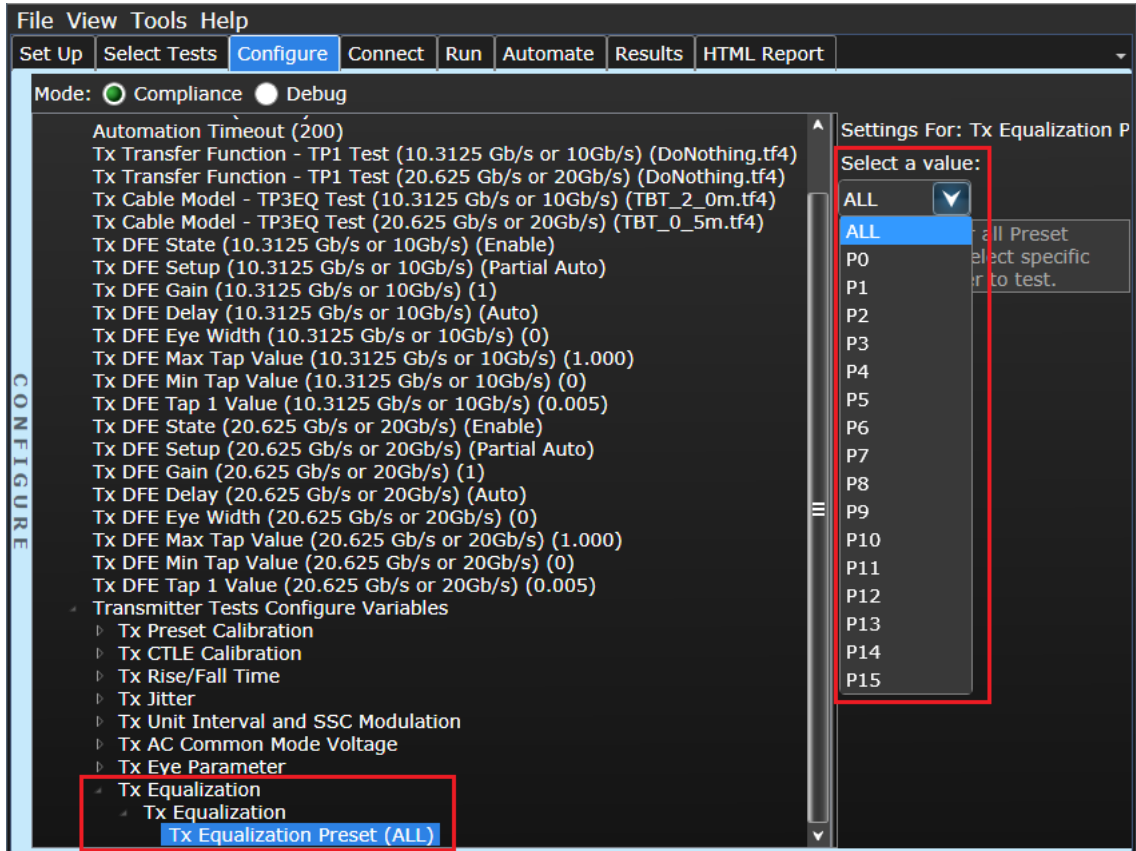 File View Tools Help
Set Up Select Tests Configure Connect Run Automate Results HTML Report
Mode: Compliance Debug
Automation Timeout (200)
Tx Transfer Function - TP1 Test (10.3125 Gb/s or 10Gb/s) (DoNothing.tf4)
Tx Transfer Function - TP1 Test (20.625 Gb/s or 20Gb/s) (DoNothing.tf4)
Tx Cable Model - TP3EQ Test (10.3125 Gb/s or 10Gb/s) (TBT_2_0m.tf4)
Tx Cable Model - TP3EQ Test (20.625 Gb/s or 20Gb/s) (TBT_0_5m.tf4)
Tx DFE State (10.3125 Gb/s or 10Gb/s) (Enable)
Tx DFE Setup (10.3125 Gb/s or 10Gb/s) (Partial Auto)
Tx DFE Gain (10.3125 Gb/s or 10Gb/s) (1)
Tx DFE Delay (10.3125 Gb/s or 10Gb/s) (Auto)
Tx DFE Eye Width (10.3125 Gb/s or 10Gb/s) (0)
Tx DFE Max Tap Value (10.3125 Gb/s or 10Gb/s) (1.000)
Tx DFE Min Tap Value (10.3125 Gb/s or 10Gb/s) (0)
Tx DFE Tap 1 Value (10.3125 Gb/s or 10Gb/s) (0.005)
Tx DFE State (20.625 Gb/s or 20Gb/s) (Enable)
Tx DFE Setup (20.625 Gb/s or 20Gb/s) (Partial Auto)
Tx DFE Gain (20.625 Gb/s or 20Gb/s) (1)
Tx DFE Delay (20.625 Gb/s or 20Gb/s) (Auto)
Tx DFE Eye Width (20.625 Gb/s or 20Gb/s) (0)
Tx DFE Max Tap Value (20.625 Gb/s or 20Gb/s) (1.000)
Tx DFE Min Tap Value (20.625 Gb/s or 20Gb/s) (0)
Tx DFE Tap 1 Value (20.625 Gb/s or 20Gb/s) (0.005)
Transmitter Tests Configure Variables
Tx Preset Calibration
Tx CTLE Calibration
Tx Rise/Fall Time
Tx Jitter
Tx Unit Interval and SSC Modulation
Tx AC Common Mode Voltage
Tx Eye Parameter
Tx Equalization
Tx Equalization
Tx Equalization Preset (ALL)
CONFIGURE
Settings For: Tx Equalization P
Select a value:
ALL
ALL
all Preset
P0
elect specific
r to test.
P1
P2
P3
P4
P5
P6
P7
P8
P9
P10
P11
P12
P13
P14
P15